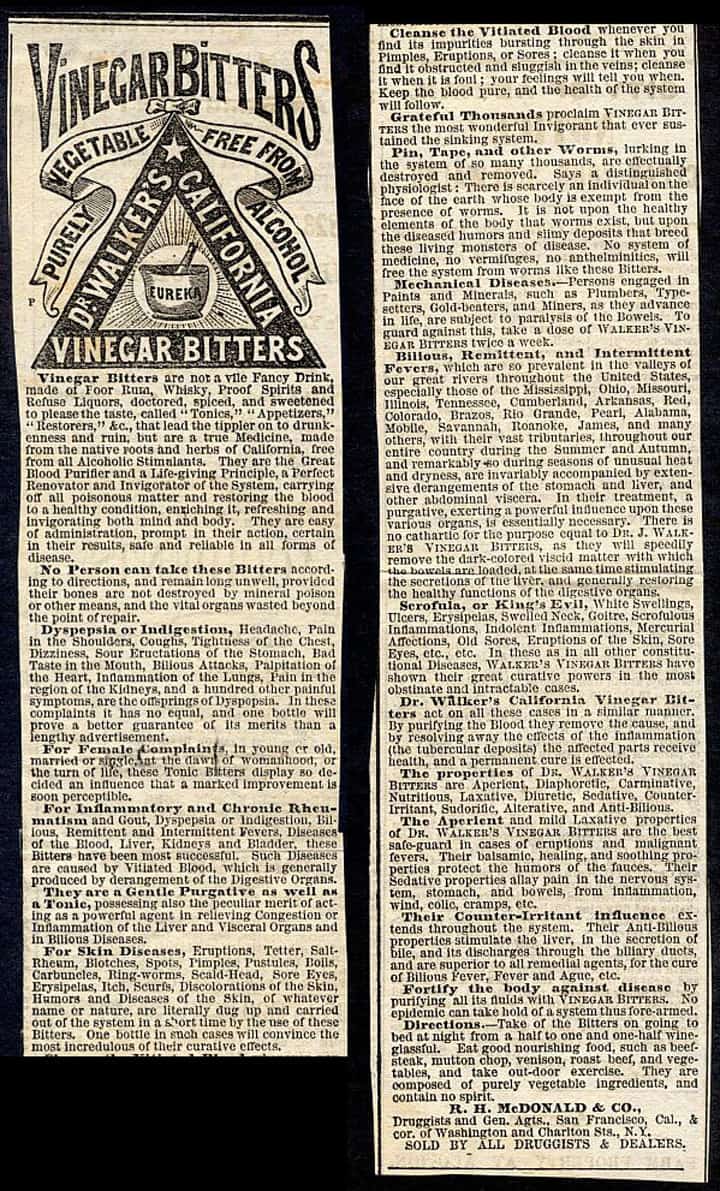 VINEGAR BITTERS
PURELY VEGETABLE FREE FROM ALCOHOL
DR WALKER'S CALIFORNIA
EUREKA
P
VINEGAR BITTERS
Vinegar Bitters are not a vile Fancy Drink,
made of Poor Rum, Whisky, Proof Spirits and
Refuse Liquors, doctored, spiced, and sweetened
to please the taste, called "Tonics," "Appetizers,"
"Restorers," &c., that lead the tippler on to drunk-
enness and ruin, but are a true Medicine, made
from the native roots and herbs of California, free
from all Alcoholic Stimulants. They are the Great
Blood Purifier and a Life-giving Principle, a Perfect
Renovator and Invigorator of the System, carrying
off all poisonous matter and restoring the blood
to a healthy condition, enriching it, refreshing and
invigorating both mind and body. They are easy
of administration, prompt in their action, certain
in their results, safe and reliable in all forms of
disease.
No Person can take these Bitters accord-
ing to directions, and remain long unwell, provided
their bones are not destroyed by mineral poison
or other means, and the vital organs wasted beyond
the point of repair.
Dyspepsia or Indigestion, Headache, Pain
in the Shoulders, Coughs, Tightness of the Chest,
Dizziness, Sour Eructations of the Stomach, Bad
Taste in the Mouth, Bilious Attacks, Palpitation of
the Heart, Inflammation of the Lungs, Pain in the
region of the Kidneys, and a hundred other painful
symptoms, are the offsprings of Dyspepsia. In these
complaints it has no equal, and one bottle will
prove a better guarantee of its merits than a
lengthy advertisement.
For Female Complaints, in young or old,
married or single, at the dawn of womanhood, or
the turn of life, these Tonic Bitters display so de-
cided an influence that a marked improvement is
soon perceptible.
For Inflammatory and Chronic Rheu-
matism and Gout, Dyspepsia or Indigestion, Bil-
ious, Remittent and Intermittent Fevers, Diseases
of the Blood, Liver, Kidneys and Bladder, these
Bitters have been most successful. Such Diseases
are caused by Vitiated Blood, which is generally
produced by derangement of the Digestive Organs.
They are a Gentle Purgative as well as
a Tonic, possessing also the peculiar merit of act-
ing as a powerful agent in relieving Congestion or
Inflammation of the Liver and Visceral Organs and
in Bilious Diseases.
For Skin Diseases, Eruptions, Tetter, Salt-
Rheum, Blotches, Spots, Pimples, Pustules, Boils,
Carbuncles, Ring-worms, Scald-Head, Sore Eyes,
Erysipelas, Itch, Scurfs, Discolorations of the Skin,
Humors and Diseases of the Skin, of whatever
name or nature, are literally dug up and carried
out of the system in a short time by the use of these
Bitters. One bottle in such cases will convince the
most incredulous of their curative effects.
Cleanse the Vitiated Blood whenever you
find its impurities bursting through the skin in
Pimples, Eruptions, or Sores; cleanse it when you
find it obstructed and sluggish in the veins; cleanse
it when it is foul; your feelings will tell you when.
Keep the blood pure, and the health of the system
will follow.
Grateful Thousands proclaim VINEGAR BIT-
TERS the most wonderful Invigorant that ever sus-
tained the sinking system.
Pin, Tape, and other Worms, lurking in
the system of so many thousands, are effectually
destroyed and removed. Says a distinguished
physiologist: There is scarcely an individual on the
face of the earth whose body is exempt from the
presence of worms. It is not upon the healthy
elements of the body that worms exist, but upon
the diseased humors and slimy deposits that breed
these living monsters of disease. No system of
medicine, no vermifuges, no anthelminitics, will
free the system from worms like these Bitters.
Mechanical Diseases.—Persons engaged in
Paints and Minerals, such as Plumbers, Type-
setters, Gold-beaters, and Miners, as they advance
in life, are subject to paralysis of the Bowels. To
guard against this, take a dose of WALKER'S VIN-
EGAR BITTERS twice a week.
Bilious, Remittent, and Intermittent
Fevers, which are so prevalent in the valleys of
our great rivers throughout the United States,
especially those of the Mississippi, Ohio, Missouri,
Illinois, Tennessee, Cumberland, Arkansas, Red,
Colorado, Brazos, Rio Grande, Pearl, Alabama,
Mobile, Savannah, Roanoke, James, and many
others, with their vast tributaries, throughout our
entire country during the Summer and Autumn,
and remarkably so during seasons of unusual heat
and dryness, are invariably accompanied by exten-
sive derangements of the stomach and liver, and
other abdominal viscera. In their treatment, a
purgative, exerting a powerful influence upon these
various organs, is essentially necessary. There is
no cathartic for the purpose equal to DR. J. WALK-
ER'S VINEGAR BITTERS, as they will speedily
remove the dark-colored viscid matter with which
the bowels are loaded, at the same time stimulating
the secretions of the liver, and generally restoring
the healthy functions of the digestive organs.
Scrofula, or King's Evil, White Swellings,
Ulcers, Erysipelas, Swelled Neck, Goitre, Scrofulous
Inflammations, Indolent Inflammations, Mercurial
Affections, Old Sores, Eruptions of the Skin, Sore
Eyes, etc., etc. In these as in all other constitu-
tional Diseases, WALKER'S VINEGAR BITTERS have
shown their great curative powers in the most
obstinate and intractable cases.
Dr. Walker's California Vinegar Bit-
ters act on all these cases in a similar manner.
By purifying the Blood they remove the cause, and
by resolving away the effects of the inflammation
(the tubercular deposits) the affected parts receive
health, and a permanent cure is effected.
The properties of DR. WALKER'S VINEGAR
BITTERS are Aperient, Diaphoretic, Carminative,
Nutritious, Laxative, Diuretic, Sedative, Counter-
Irritant, Sudorific, Alterative, and Anti-Bilious.
The Aperient and mild Laxative properties
of DR. WALKER'S VINEGAR BITTERS are the best
safe-guard in cases of eruptions and malignant
fevers. Their balsamic, healing, and soothing pro-
perties protect the humors of the fauces. Their
Sedative properties allay pain in the nervous sys-
tem, stomach, and bowels, from inflammation,
wind, colic, cramps, etc.
Their Counter-Irritant influence ex-
tends throughout the system. Their Anti-Bilious
properties stimulate the liver, in the secretion of
bile, and its discharges through the biliary ducts,
and are superior to all remedial agents, for the cure
of Bilious Fever, Fever and Ague, etc.
Fortify the body against disease by
purifying all its fluids with VINEGAR BITTERS. No
epidemic can take hold of a system thus fore-armed.
Directions.—Take of the Bitters on going to
bed at night from a half to one and one-half wine-
glassful. Eat good nourishing food, such as beef-
steak, mutton chop, venison, roast beef, and vege-
tables, and take out-door exercise. They are
composed of purely vegetable ingredients, and
contain no spirit.
R. H. McDONALD & CO.,
Druggists and Gen. Agts., San Francisco, Cal., &
cor. of Washington and Charlton Sts., N.Y.
SOLD BY ALL DRUGGISTS & DEALERS.